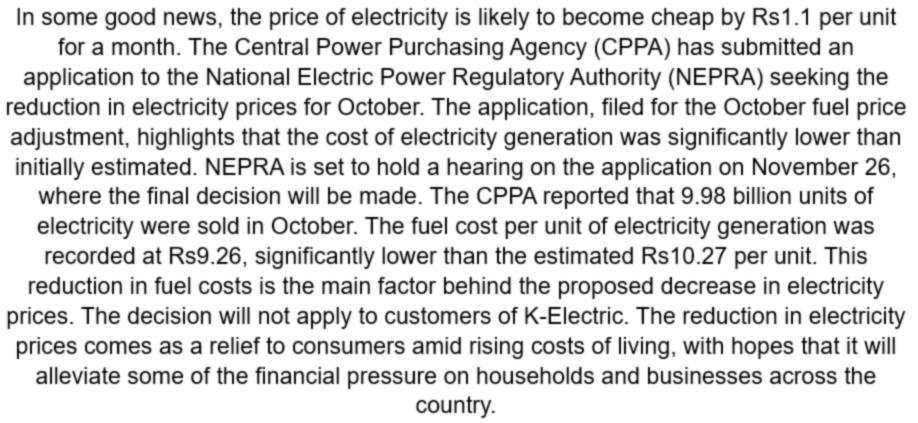 In some good news, the price of electricity is likely to become cheap by Rs1.1 per unit
for a month. The Central Power Purchasing Agency (CPPA) has submitted an
application to the National Electric Power Regulatory Authority (NEPRA) seeking the
reduction in electricity prices for October. The application, filed for the October fuel price
adjustment, highlights that the cost of electricity generation was significantly lower than
initially estimated. NEPRA is set to hold a hearing on the application on November 26,
where the final decision will be made. The CPPA reported that 9.98 billion units of
electricity were sold in October. The fuel cost per unit of electricity generation was
recorded at Rs9.26, significantly lower than the estimated Rs10.27 per unit. This
reduction in fuel costs is the main factor behind the proposed decrease in electricity
prices. The decision will not apply to customers of K-Electric. The reduction in electricity
prices comes as a relief to consumers amid rising costs of living, with hopes that it will
alleviate some of the financial pressure on households and businesses across the
country.